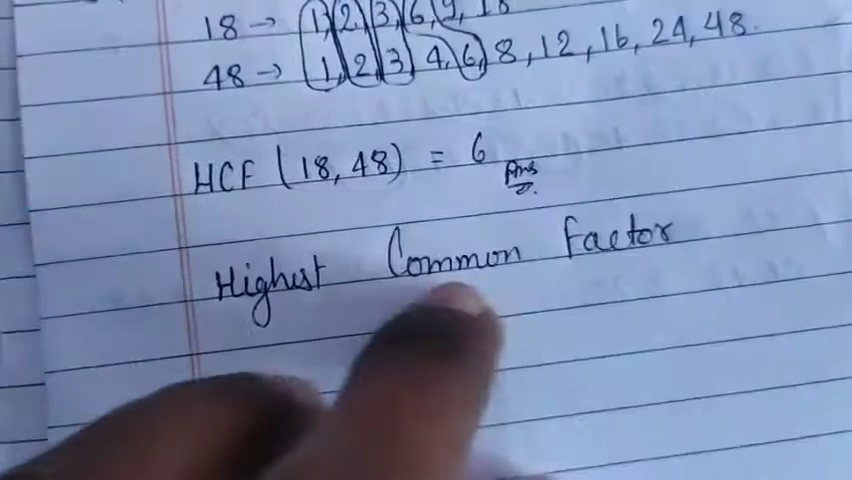 18 → 1, 2, 3, 6, 9, 18
48 → 1, 2, 3, 4, 6, 8, 12, 16, 24, 48.
HCF (18, 48) = 6 Ans
Highest Common Factor